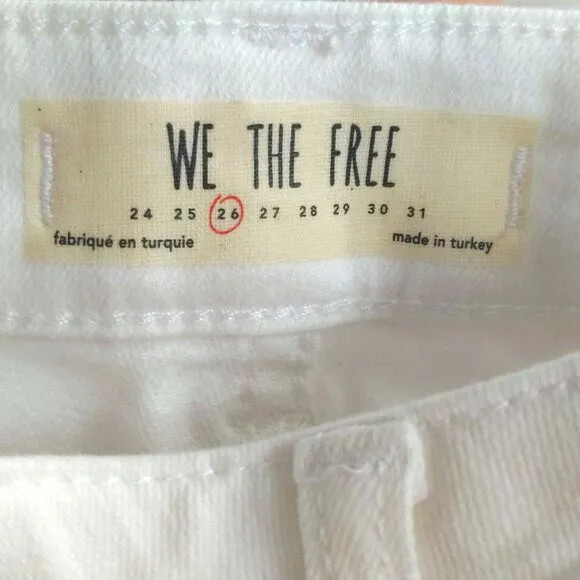 WE THE FREE
24 25 26 27 28 29 30 31
fabriqué en turquie
made in turkey